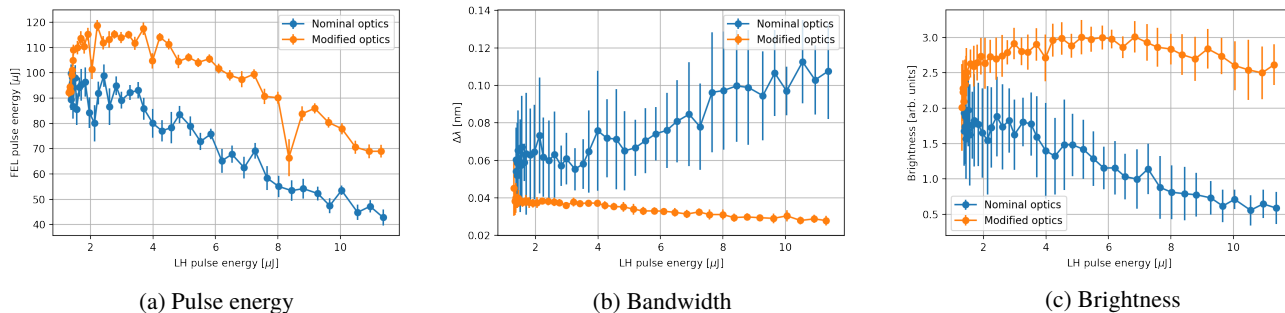 120
110
100
90
80
70
60
50
40
FEL pulse energy [μJ]
Nominal optics
Modified optics
2
4
6
8
10
LH pulse energy [μJ]
(a) Pulse energy
0.14
0.12
0.10
0.08
0.06
0.04
0.02
Δλ [nm]
Nominal optics
Modified optics
2
4
6
8
10
LH pulse energy [μJ]
(b) Bandwidth
3.0
2.5
2.0
1.5
1.0
0.5
Brightness [arb. units]
Nominal optics
Modified optics
2
4
6
8
10
LH pulse energy [μJ]
(c) Brightness